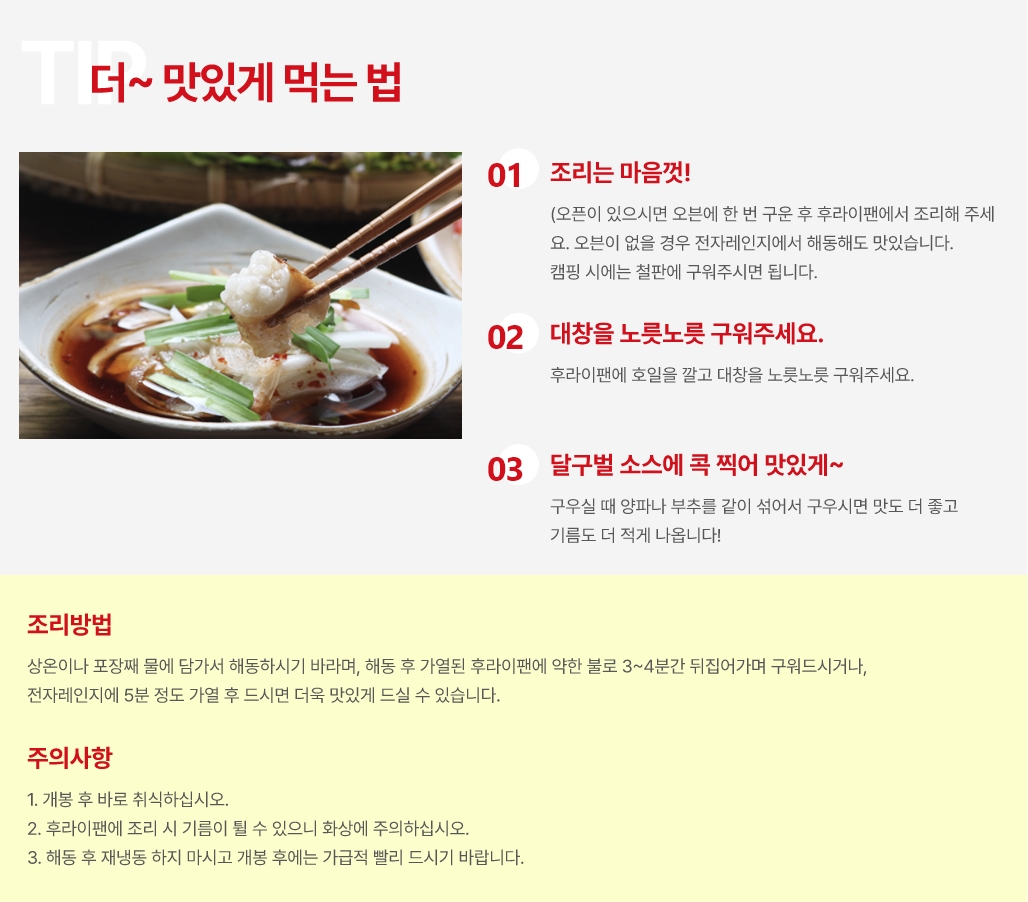 TIP
더~ 맛있게 먹는 법
01 조리는 마음껏!
(오픈이 있으시면 오븐에 한 번 구운 후 후라이팬에서 조리해 주세
요. 오븐이 없을 경우 전자레인지에서 해동해도 맛있습니다.
캠핑 시에는 철판에 구워주시면 됩니다.
02 대창을 노릇노릇 구워주세요.
후라이팬에 호일을 깔고 대창을 노릇노릇 구워주세요.
03 달구벌 소스에 콕 찍어 맛있게~
구우실 때 양파나 부추를 같이 섞어서 구우시면 맛도 더 좋고
기름도 더 적게 나옵니다!
조리방법
상온이나 포장째 물에 담가서 해동하시기 바라며, 해동 후 가열된 후라이팬에 약한 불로 3~4분간 뒤집어가며 구워드시거나,
전자레인지에 5분 정도 가열 후 드시면 더욱 맛있게 드실 수 있습니다.
주의사항
1. 개봉 후 바로 취식하십시오.
2. 후라이팬에 조리 시 기름이 튈 수 있으니 화상에 주의하십시오.
3. 해동 후 재냉동 하지 마시고 개봉 후에는 가급적 빨리 드시기 바랍니다.